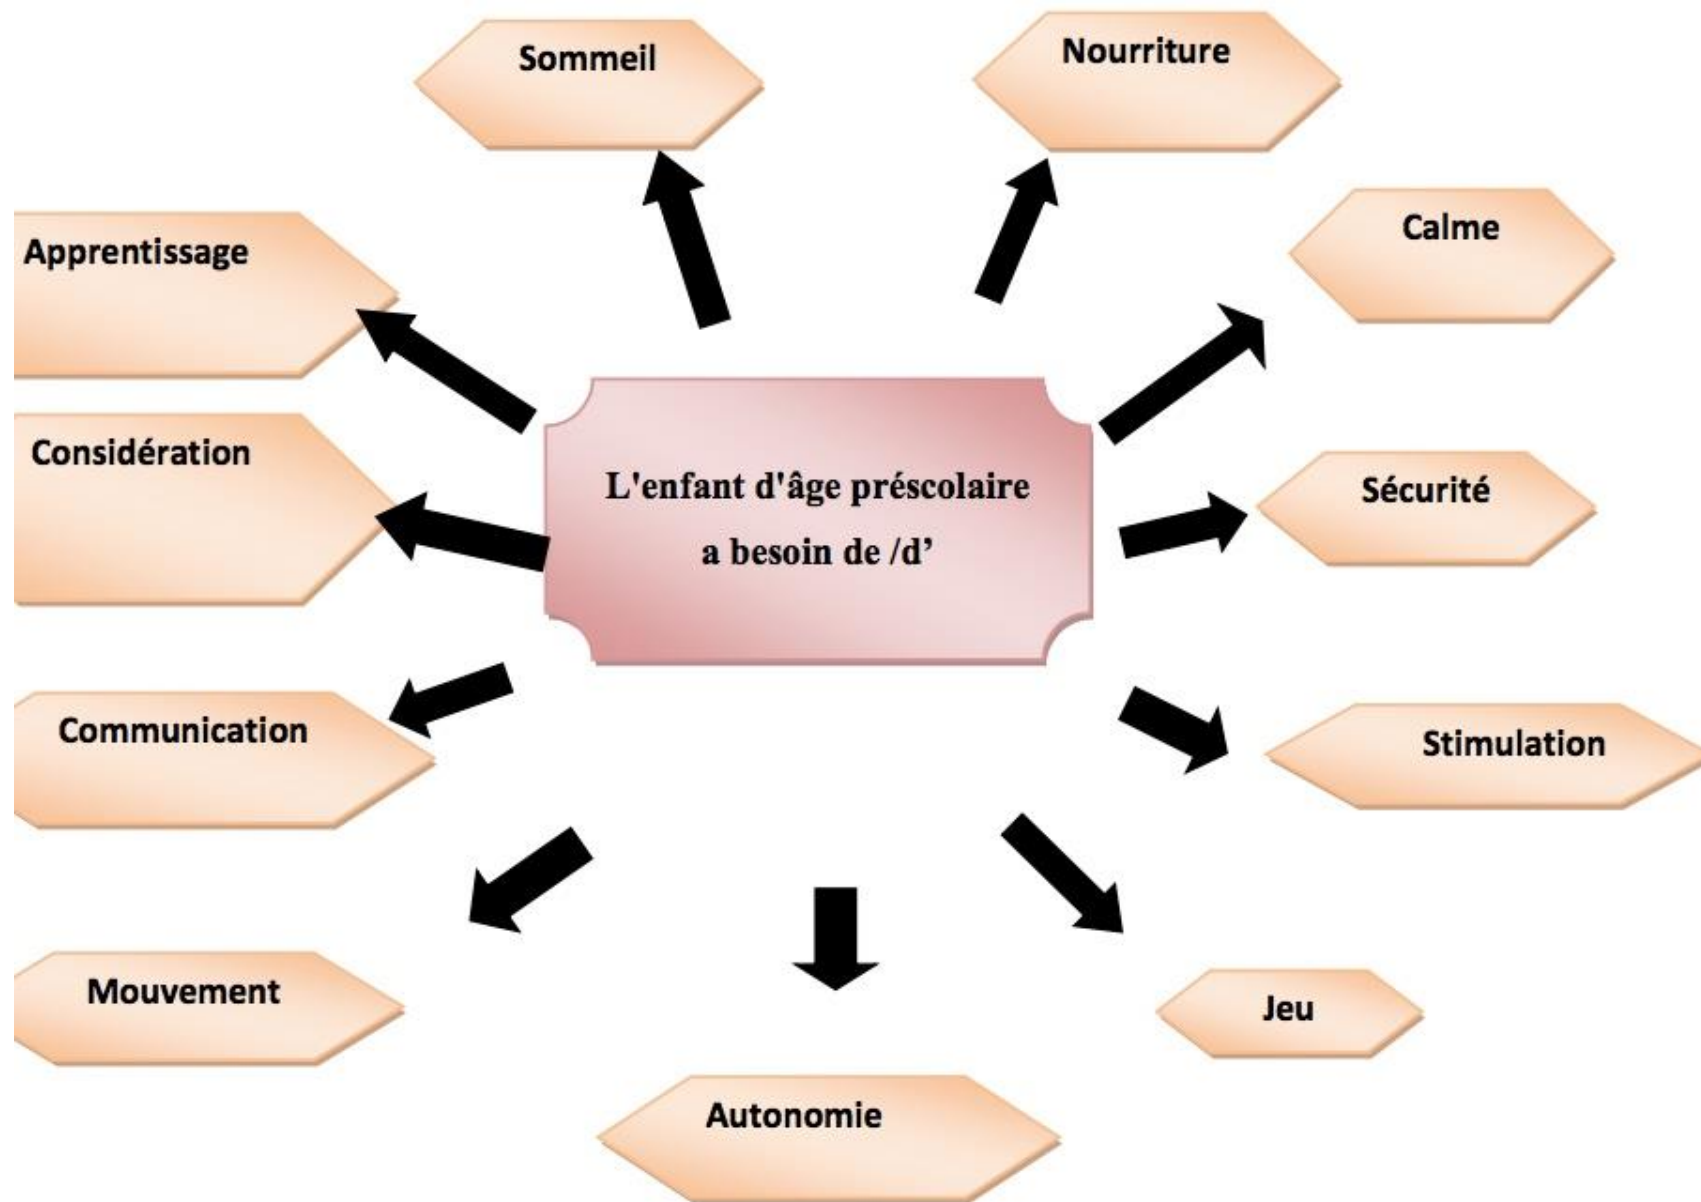 Sommeil
Nourriture
Calme
Apprentissage
Considération
L'enfant d'âge préscolaire
a besoin de /d’
Sécurité
Communication
Stimulation
Mouvement
Jeu
Autonomie